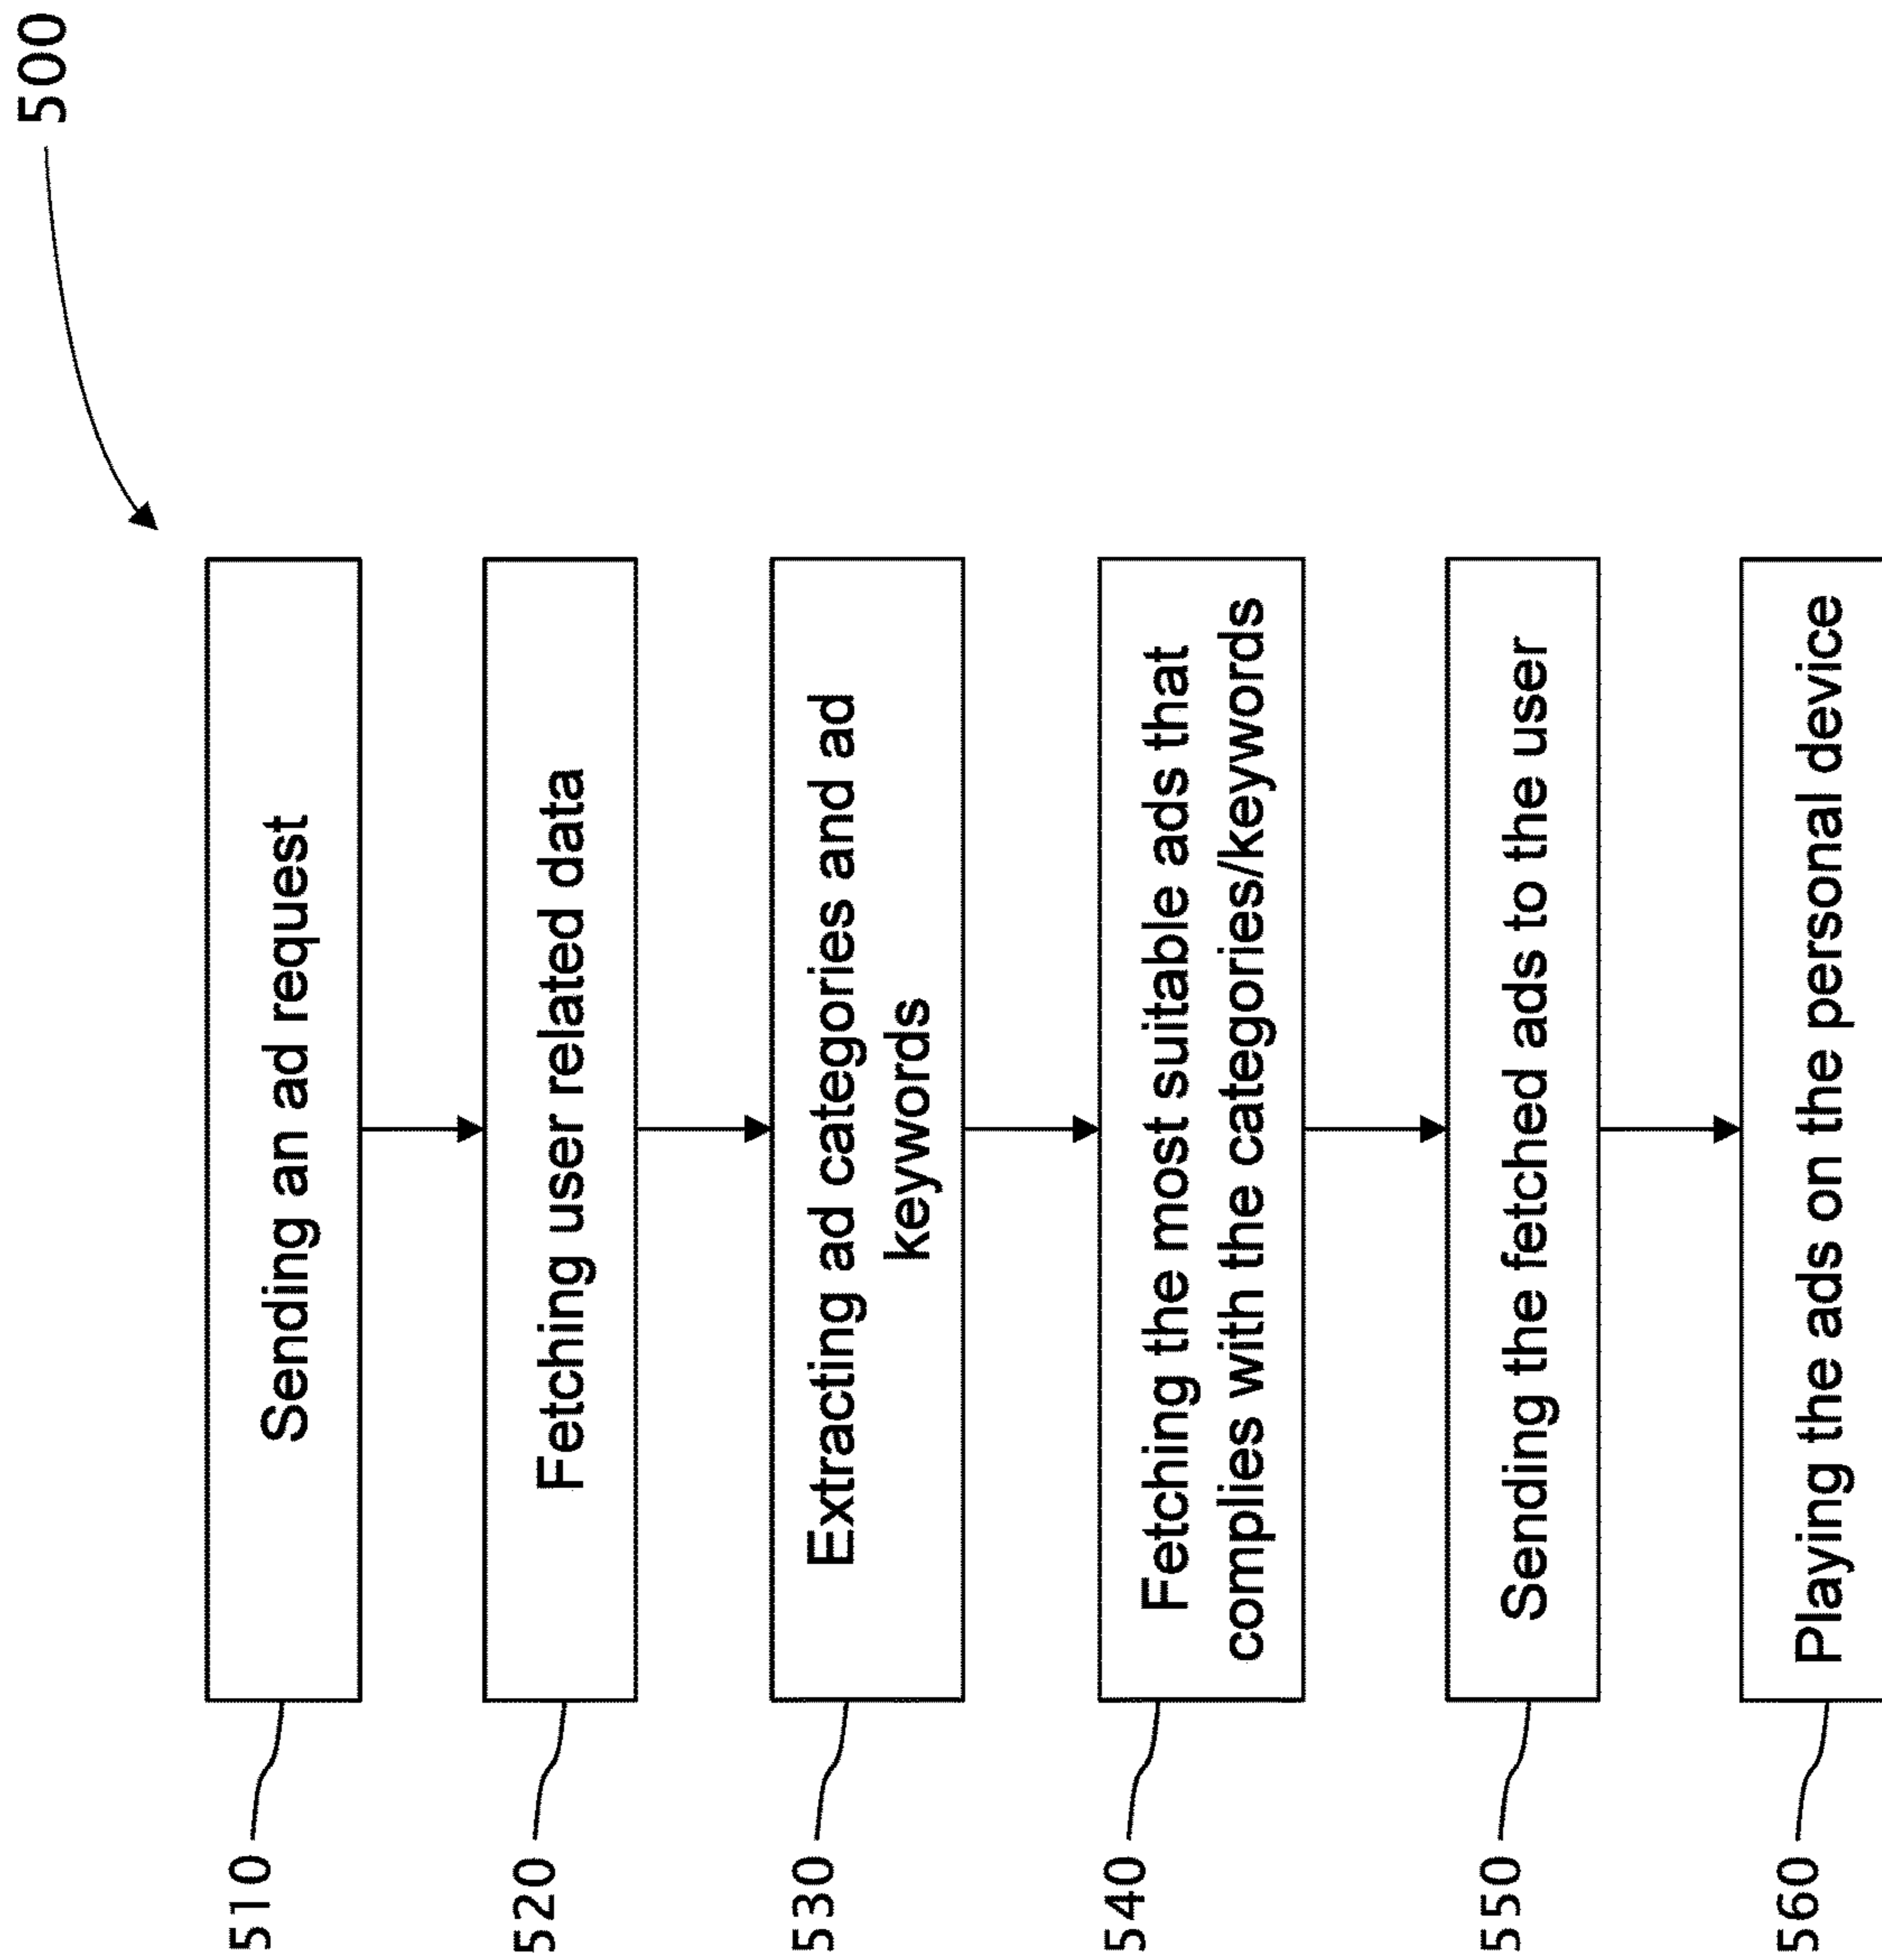 500
510
Sending an ad request
520
Fetching user related data
530
Extracting ad categories and ad
keywords
540
Fetching the most suitable ads that
complies with the categories/keywords
550
Sending the fetched ads to the user
560
Playing the ads on the personal device